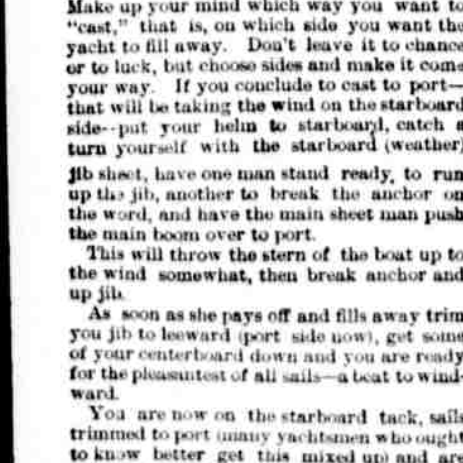 Make up your mind which way you want to
"cast," that is, on which side you want the
yacht to fill away. Don't leave it to chance
or to luck, but choose sides and make it come
your way. If you conclude to cast to port—
that will be taking the wind on the starboard
side--put your helm to starboard, catch a
turn yourself with the starboard (weather)
jib sheet, have one man stand ready, to run
up the jib, another to break the anchor on
the word, and have the main sheet man push
the main boom over to port.
This will throw the stern of the boat up to
the wind somewhat, then break anchor and
up jib.
As soon as she pays off and fills away trim
you jib to leeward (port side now), get some
of your centerboard down and you are ready
for the pleasantest of all sails—a beat to wind-
ward.
You are now on the starboard tack, sails
trimmed to port (many yachtsmen who ought
to know better get this mixed up) and are